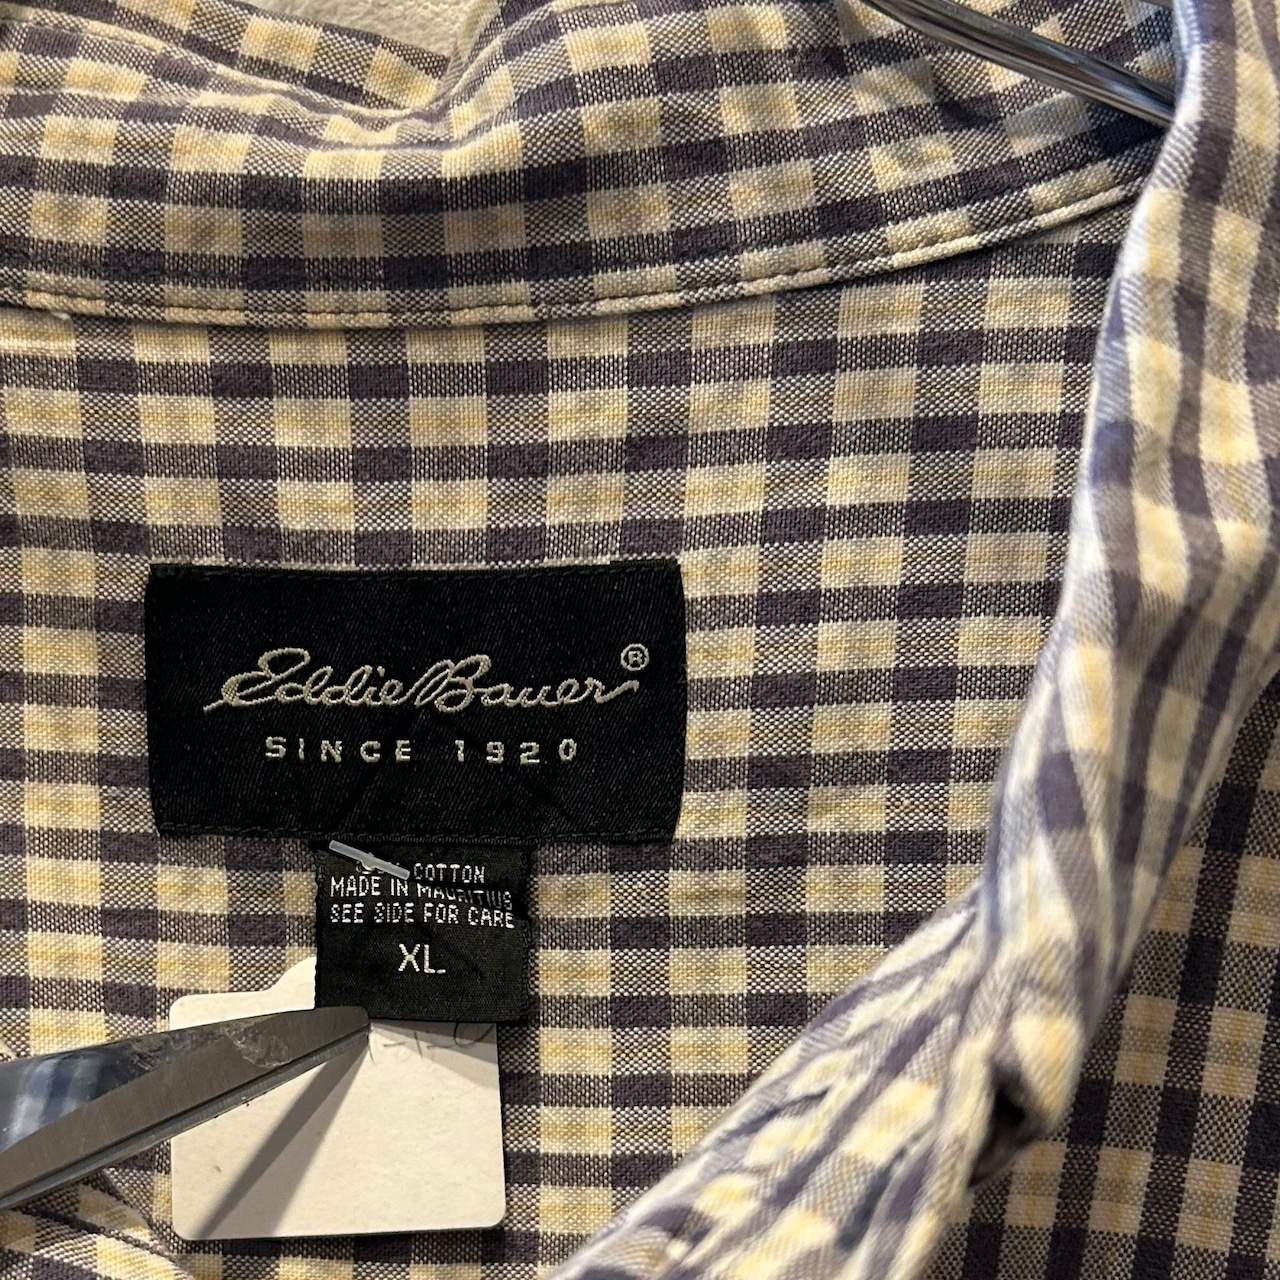 Eddie Bauer®
SINCE 1920
COTTON
MADE IN MAURITIUS
SEE SIDE FOR CARE
XL